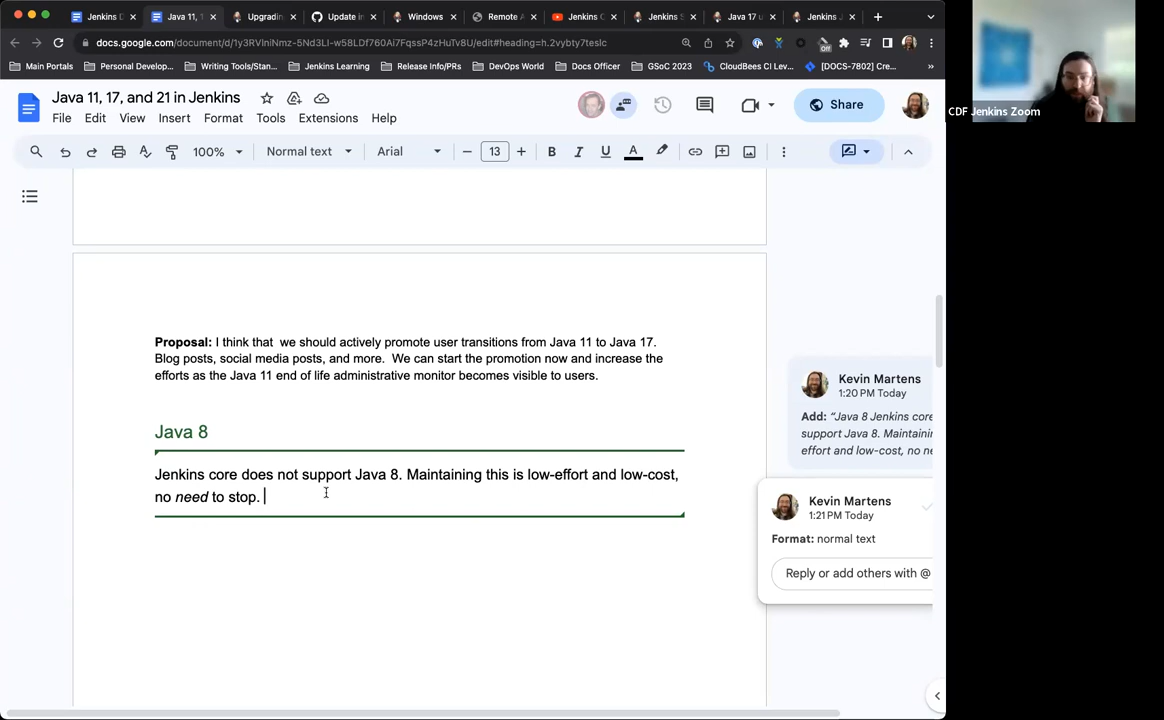 Jenkins D
Java 11, 1
Upgradin
Update in
Windows
Remote A
Jenkins C
Jenkins S
Java 17 u
Jenkins J
docs.google.com/document/d/1y3RVlniNmz-5Nd3LI-w58LDf760Ai7FqssP4zHuTv8U/edit#heading=h.2vybty7teslc
Off
Main Portals
Personal Develop...
Writing Tools/Stan...
Jenkins Learning
Release Info/PRs
DevOps World
Docs Officer
GSoC 2023
CloudBees CI Lev...
[DOCS-7802] (Cre...
»
CDF Jenkins Zoom
Java 11, 17, and 21 in Jenkins
File Edit View Insert Format Tools Extensions Help
Share
100% Normal text Arial − 13 + B I U A
Proposal: I think that we should actively promote user transitions from Java 11 to Java 17.
Blog posts, social media posts, and more. We can start the promotion now and increase the
efforts as the Java 11 end of life administrative monitor becomes visible to users.
Java 8
Jenkins core does not support Java 8. Maintaining this is low-effort and low-cost,
no need to stop.
Kevin Martens
1:20 PM Today
Add: “Java 8 Jenkins core
support Java 8. Maintainin
effort and low-cost, no ne
Kevin Martens
1:21 PM Today
Format: normal text
Reply or add others with @